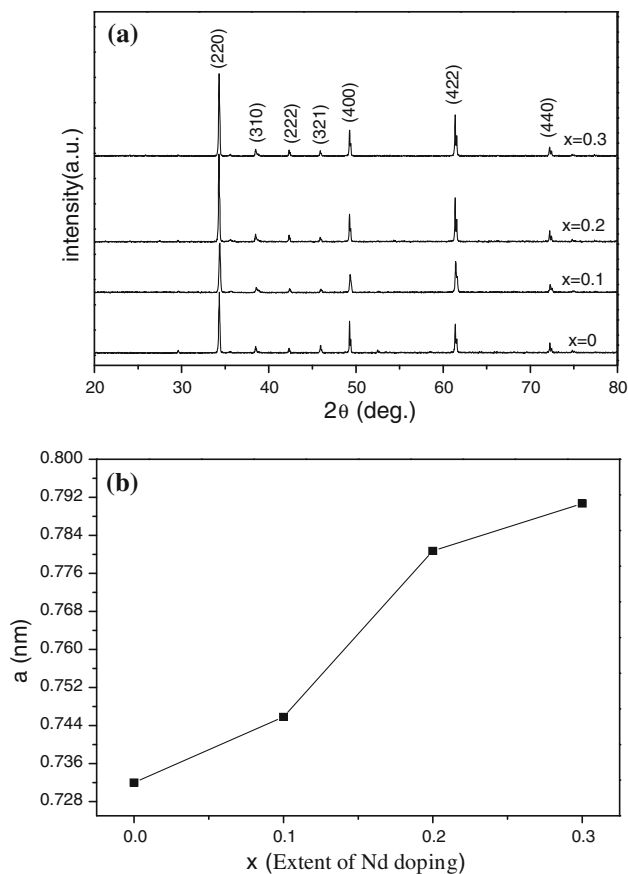 (a)
intensity(a.u.)
(220)
(310)
(222)
(321)
(400)
(422)
(440)
x=0.3
x=0.2
x=0.1
x=0
20 30 40 50 60 70 80
2θ (deg.)
(b)
a (nm)
0.800
0.792
0.784
0.776
0.768
0.760
0.752
0.744
0.736
0.728
0.0 0.1 0.2 0.3
x (Extent of Nd doping)